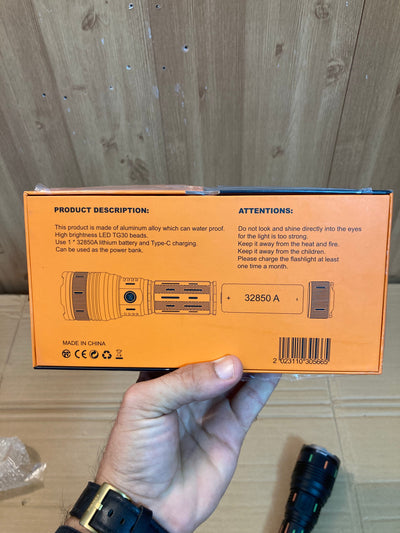 PRODUCT DESCRIPTION:
This product is made of aluminum alloy which can water proof.
High brightness LED TG30 beads.
Use 1 * 32850A lithium battery and Type-C charging.
Can be used as the power bank.
ATTENTIONS:
Do not look and shine directly into the eyes
for the light is too strong.
Keep it away from the heat and fire.
Keep it away from the children.
Please charge the flashlight at least
one time a month.
+ 32850 A -
MADE IN CHINA
CE
2 023110 305665